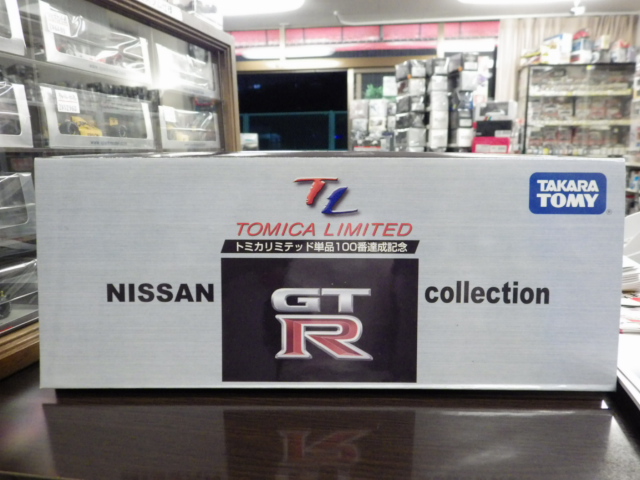 TL
TAKARA
TOMY
TOMICA LIMITED
トミカリミテッド単品100番達成記念
NISSAN GT R collection